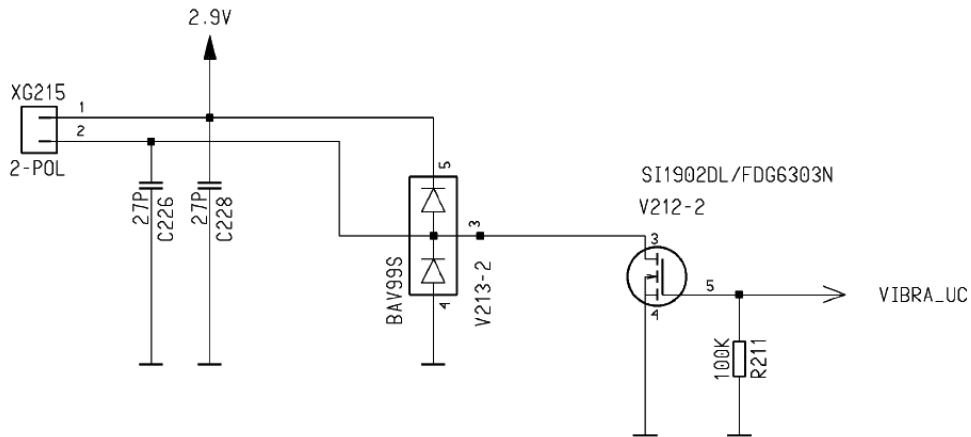 2.9V
XG215
1
2
2-POL
27P
C226
27P
C228
5
BAV99S
3
4
V213-2
SI1902DL/FDG6303N
V212-2
3
5
4
VIBRA_UC
100K
R211